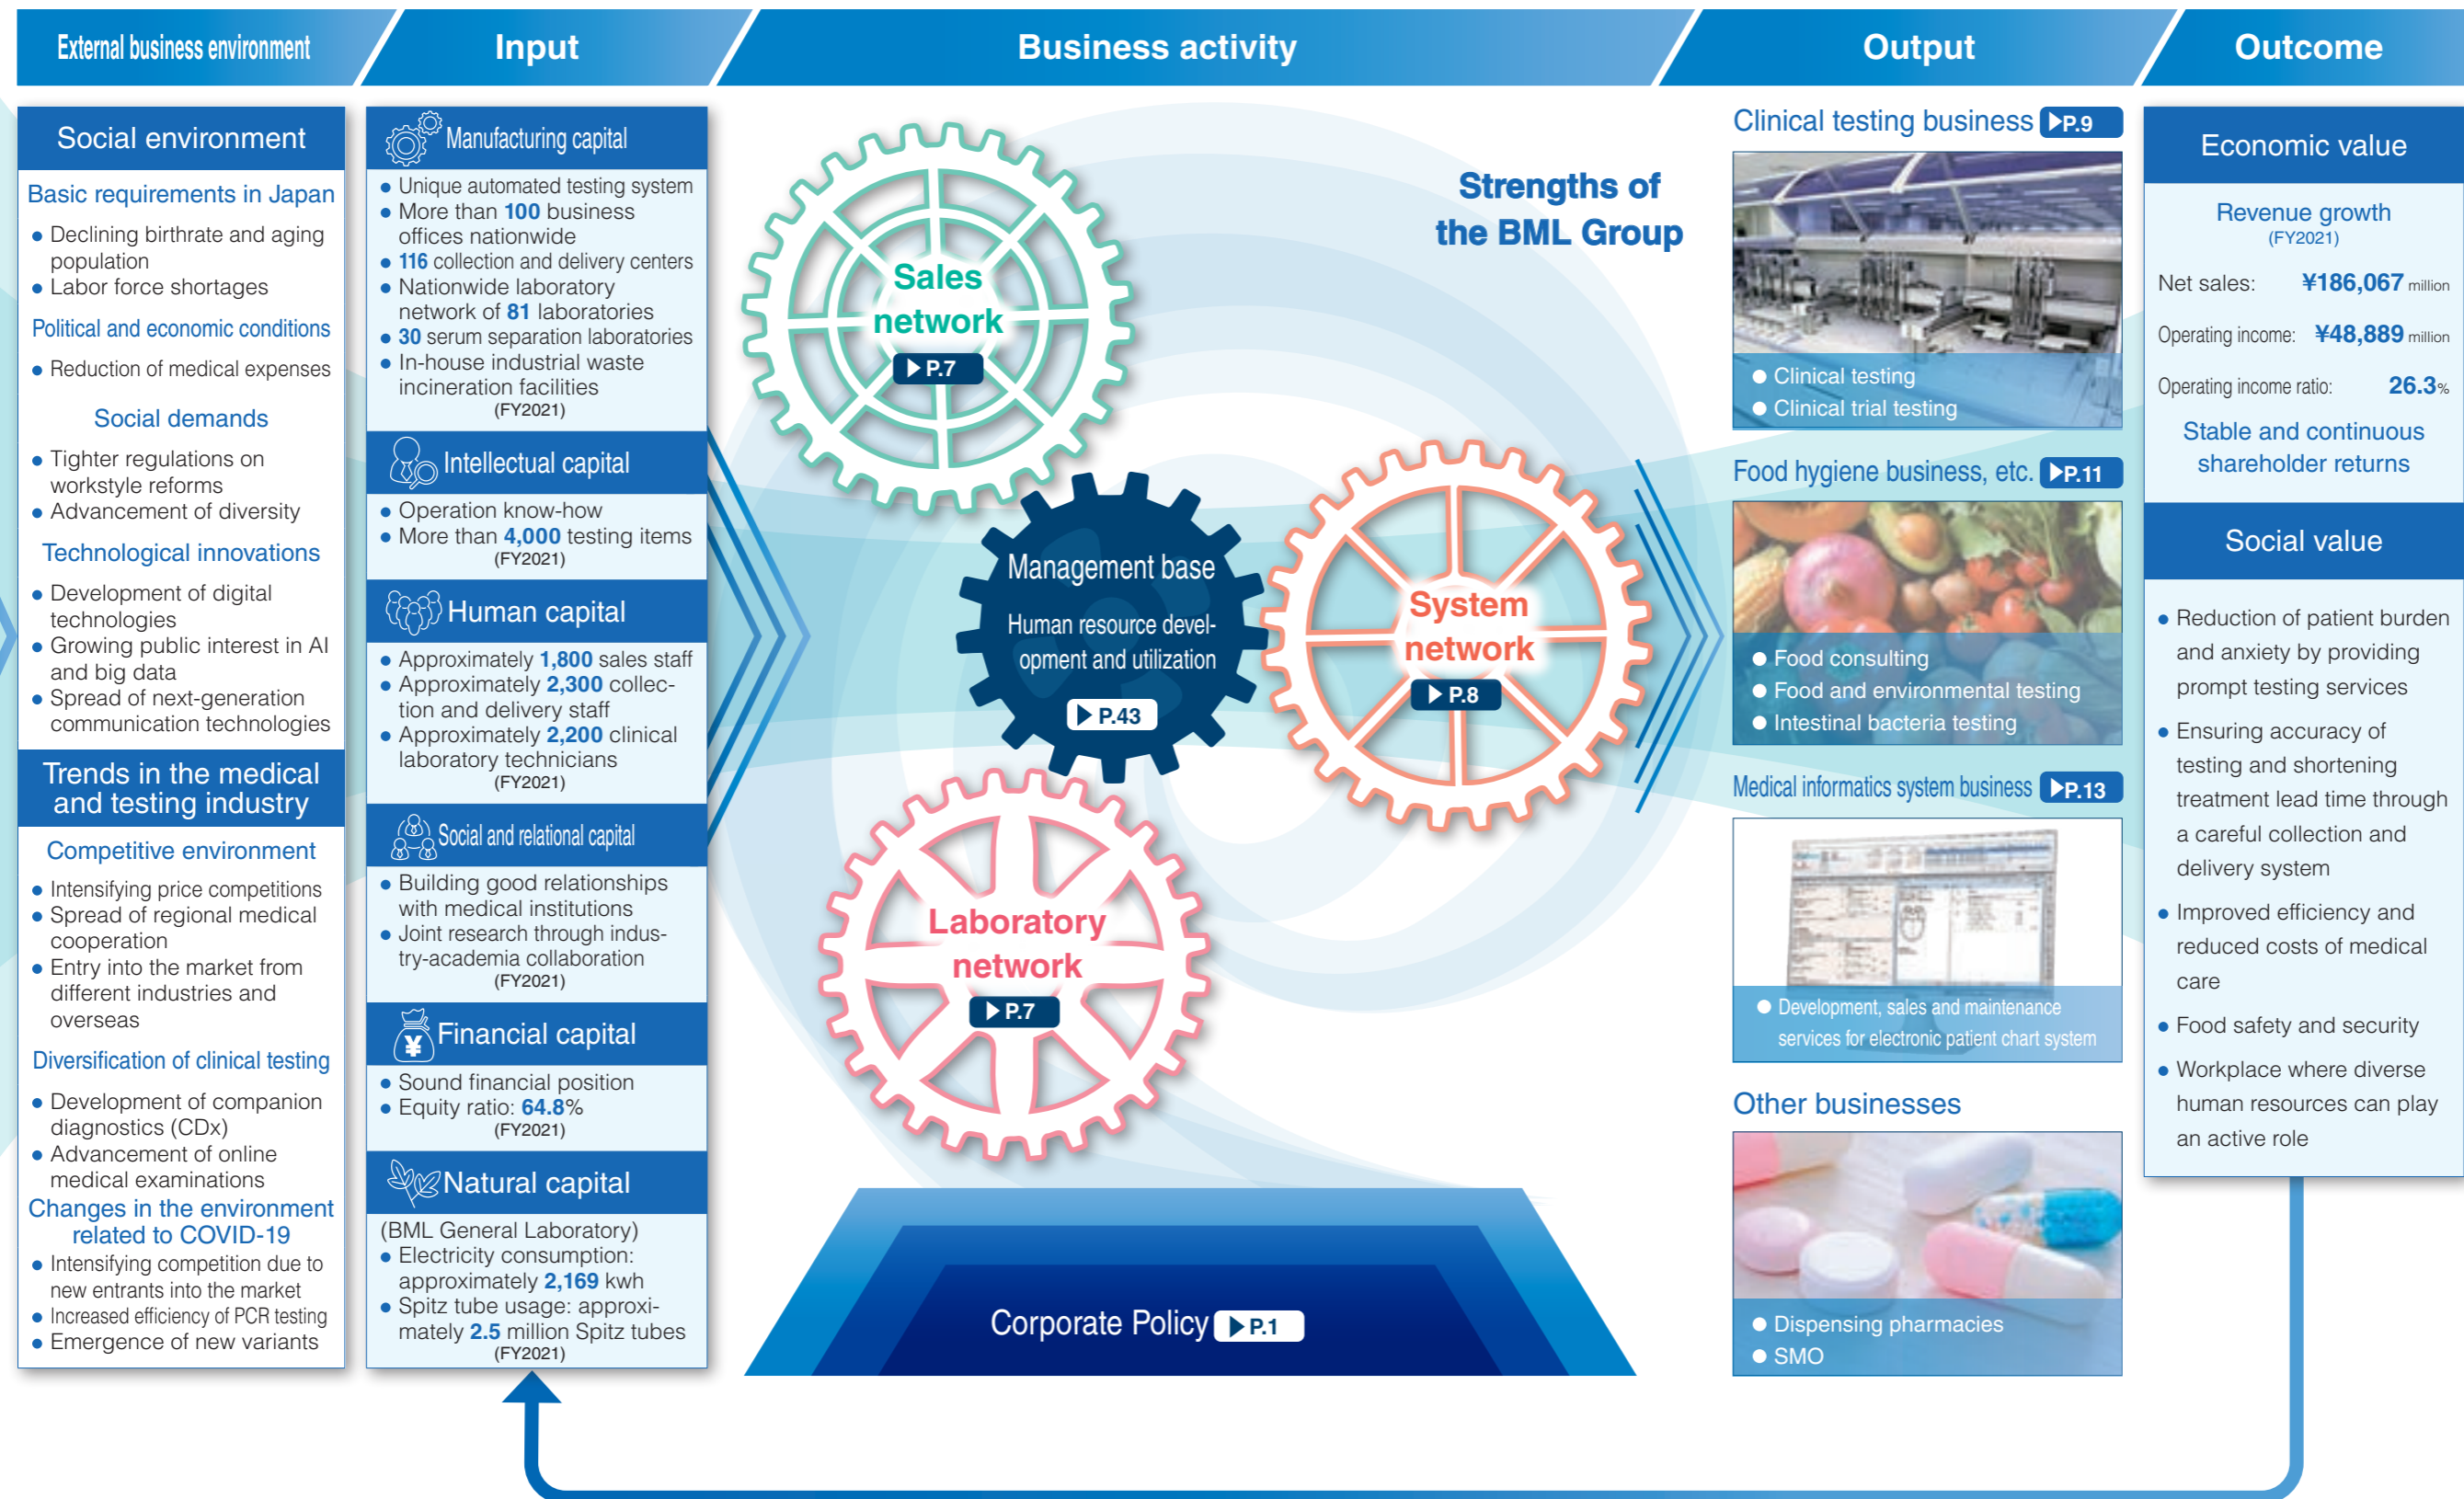 External business environment
Input
Business activity
Output
Outcome
Social environment
Basic requirements in Japan
● Declining birthrate and aging
population
● Labor force shortages
Political and economic conditions
● Reduction of medical expenses
Social demands
● Tighter regulations on
workstyle reforms
● Advancement of diversity
Technological innovations
● Development of digital
technologies
● Growing public interest in AI
and big data
● Spread of next-generation
communication technologies
Trends in the medical
and testing industry
Competitive environment
● Intensifying price competitions
● Spread of regional medical
cooperation
● Entry into the market from
different industries and
overseas
Diversification of clinical testing
● Development of companion
diagnostics (CDx)
● Advancement of online
medical examinations
Changes in the environment
related to COVID-19
● Intensifying competition due to
new entrants into the market
● Increased efficiency of PCR testing
● Emergence of new variants
Manufacturing capital
● Unique automated testing system
● More than 100 business
offices nationwide
● 116 collection and delivery centers
● Nationwide laboratory
network of 81 laboratories
● 30 serum separation laboratories
● In-house industrial waste
incineration facilities
(FY2021)
Intellectual capital
● Operation know-how
● More than 4,000 testing items
(FY2021)
Human capital
● Approximately 1,800 sales staff
● Approximately 2,300 collec-
tion and delivery staff
● Approximately 2,200 clinical
laboratory technicians
(FY2021)
Social and relational capital
● Building good relationships
with medical institutions
● Joint research through indus-
try-academia collaboration
(FY2021)
¥
Financial capital
● Sound financial position
● Equity ratio: 64.8%
(FY2021)
Natural capital
(BML General Laboratory)
● Electricity consumption:
approximately 2,169 kwh
● Spitz tube usage: approxi-
mately 2.5 million Spitz tubes
(FY2021)
Strengths of
the BML Group
Sales
network
▶P.7
Management base
Human resource devel-
opment and utilization
▶P.43
System
network
▶P.8
Laboratory
network
▶P.7
Corporate Policy ▶P.1
Clinical testing business ▶P.9
● Clinical testing
● Clinical trial testing
Food hygiene business, etc. ▶P.11
● Food consulting
● Food and environmental testing
● Intestinal bacteria testing
Medical informatics system business ▶P.13
● Development, sales and maintenance
services for electronic patient chart system
Other businesses
● Dispensing pharmacies
● SMO
Economic value
Revenue growth
(FY2021)
Net sales: ¥186,067 million
Operating income: ¥48,889 million
Operating income ratio: 26.3%
Stable and continuous
shareholder returns
Social value
● Reduction of patient burden
and anxiety by providing
prompt testing services
● Ensuring accuracy of
testing and shortening
treatment lead time through
a careful collection and
delivery system
● Improved efficiency and
reduced costs of medical
care
● Food safety and security
● Workplace where diverse
human resources can play
an active role